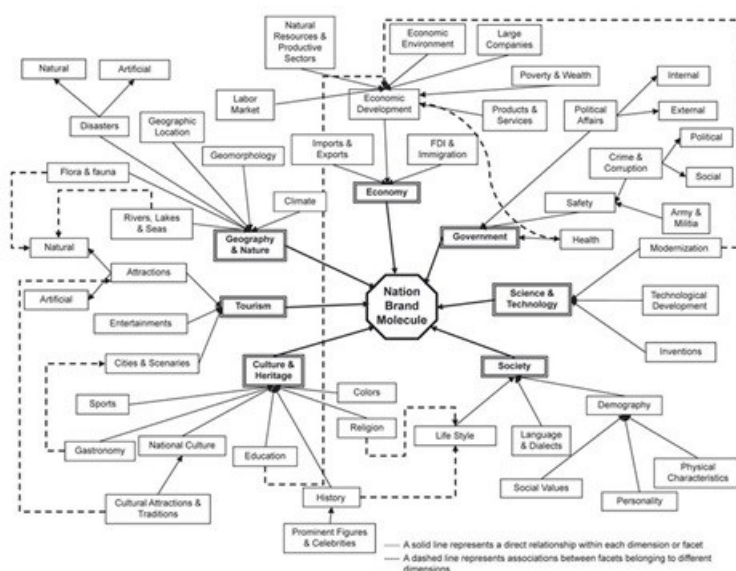 Natural
Resources &
Productive
Sectors
Economic
Environment
Large
Companies
Natural
Artificial
Poverty & Wealth
Internal
Labor
Market
Economic
Development
Products &
Services
Political
Affairs
External
Disasters
Geographic
Location
Geomorphology
Imports &
Exports
FDI &
Immigration
Crime &
Corruption
Political
Social
Flora & fauna
Climate
Economy
Safety
Army &
Militia
Rivers, Lakes
& Seas
Geography
& Nature
Government
Health
Modernization
Natural
Attractions
Nation
Brand
Molecule
Science &
Technology
Technological
Development
Artificial
Tourism
Entertainments
Inventions
Cities & Scenaries
Culture &
Heritage
Society
Sports
Colors
Demography
Gastronomy
National Culture
Education
Religion
Life Style
Language
& Dialects
Physical
Characteristics
Social Values
Personality
Cultural Attractions &
Traditions
History
Prominent Figures
& Celebrities
A solid line represents a direct relationship within each dimension or facet
A dashed line represents associations between facets belonging to different
dimensions.